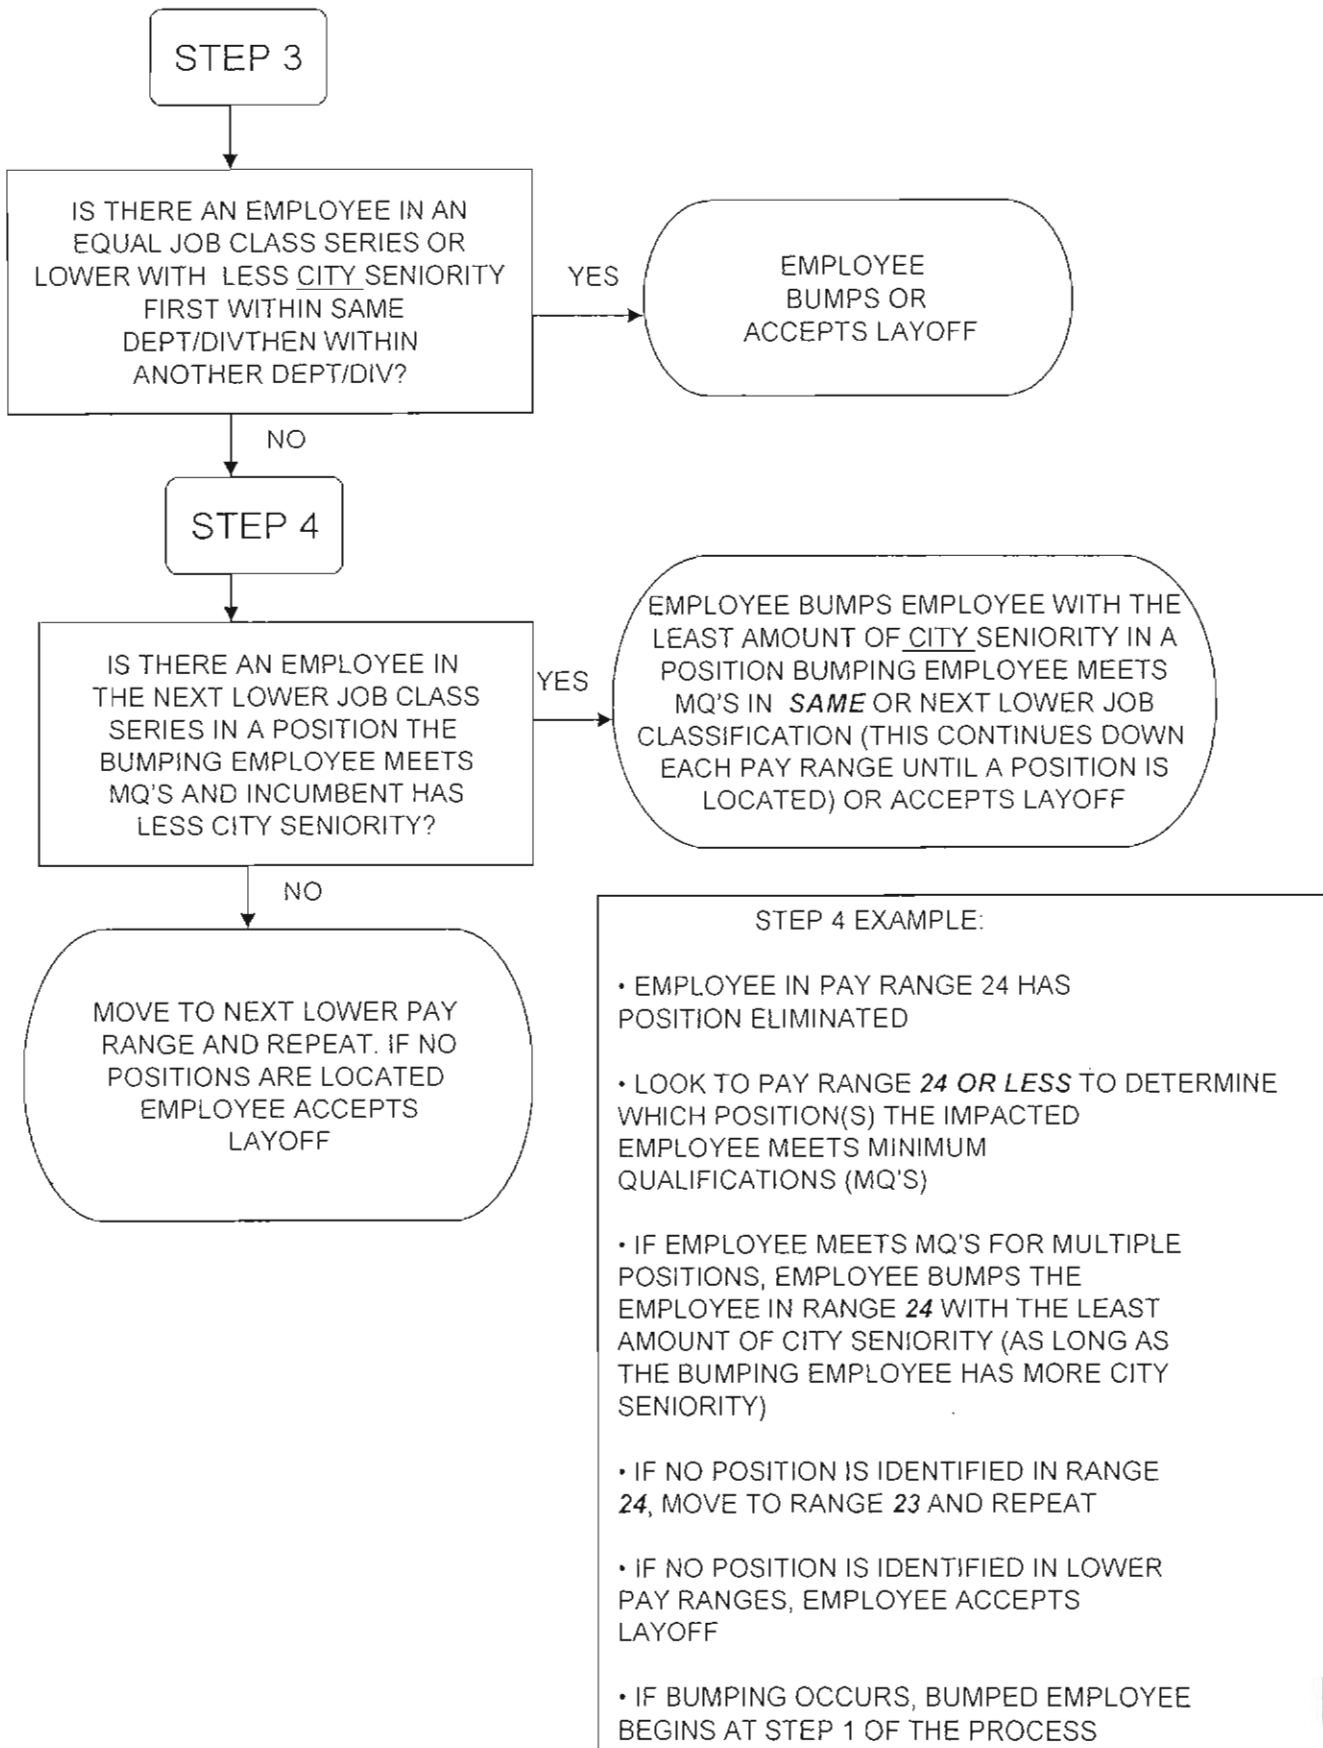 STEP 3
IS THERE AN EMPLOYEE IN AN
EQUAL JOB CLASS SERIES OR
LOWER WITH LESS CITY SENIORITY
FIRST WITHIN SAME
DEPT/DIVTHEN WITHIN
ANOTHER DEPT/DIV?
YES
EMPLOYEE
BUMPS OR
ACCEPTS LAYOFF
NO
STEP 4
IS THERE AN EMPLOYEE IN
THE NEXT LOWER JOB CLASS
SERIES IN A POSITION THE
BUMPING EMPLOYEE MEETS
MQ'S AND INCUMBENT HAS
LESS CITY SENIORITY?
YES
EMPLOYEE BUMPS EMPLOYEE WITH THE
LEAST AMOUNT OF CITY SENIORITY IN A
POSITION BUMPING EMPLOYEE MEETS
MQ'S IN SAME OR NEXT LOWER JOB
CLASSIFICATION (THIS CONTINUES DOWN
EACH PAY RANGE UNTIL A POSITION IS
LOCATED) OR ACCEPTS LAYOFF
NO
MOVE TO NEXT LOWER PAY
RANGE AND REPEAT. IF NO
POSITIONS ARE LOCATED
EMPLOYEE ACCEPTS
LAYOFF
STEP 4 EXAMPLE:
• EMPLOYEE IN PAY RANGE 24 HAS
POSITION ELIMINATED
• LOOK TO PAY RANGE 24 OR LESS TO DETERMINE
WHICH POSITION(S) THE IMPACTED
EMPLOYEE MEETS MINIMUM
QUALIFICATIONS (MQ'S)
• IF EMPLOYEE MEETS MQ'S FOR MULTIPLE
POSITIONS, EMPLOYEE BUMPS THE
EMPLOYEE IN RANGE 24 WITH THE LEAST
AMOUNT OF CITY SENIORITY (AS LONG AS
THE BUMPING EMPLOYEE HAS MORE CITY
SENIORITY)
• IF NO POSITION IS IDENTIFIED IN RANGE
24, MOVE TO RANGE 23 AND REPEAT
• IF NO POSITION IS IDENTIFIED IN LOWER
PAY RANGES, EMPLOYEE ACCEPTS
LAYOFF
• IF BUMPING OCCURS, BUMPED EMPLOYEE
BEGINS AT STEP 1 OF THE PROCESS